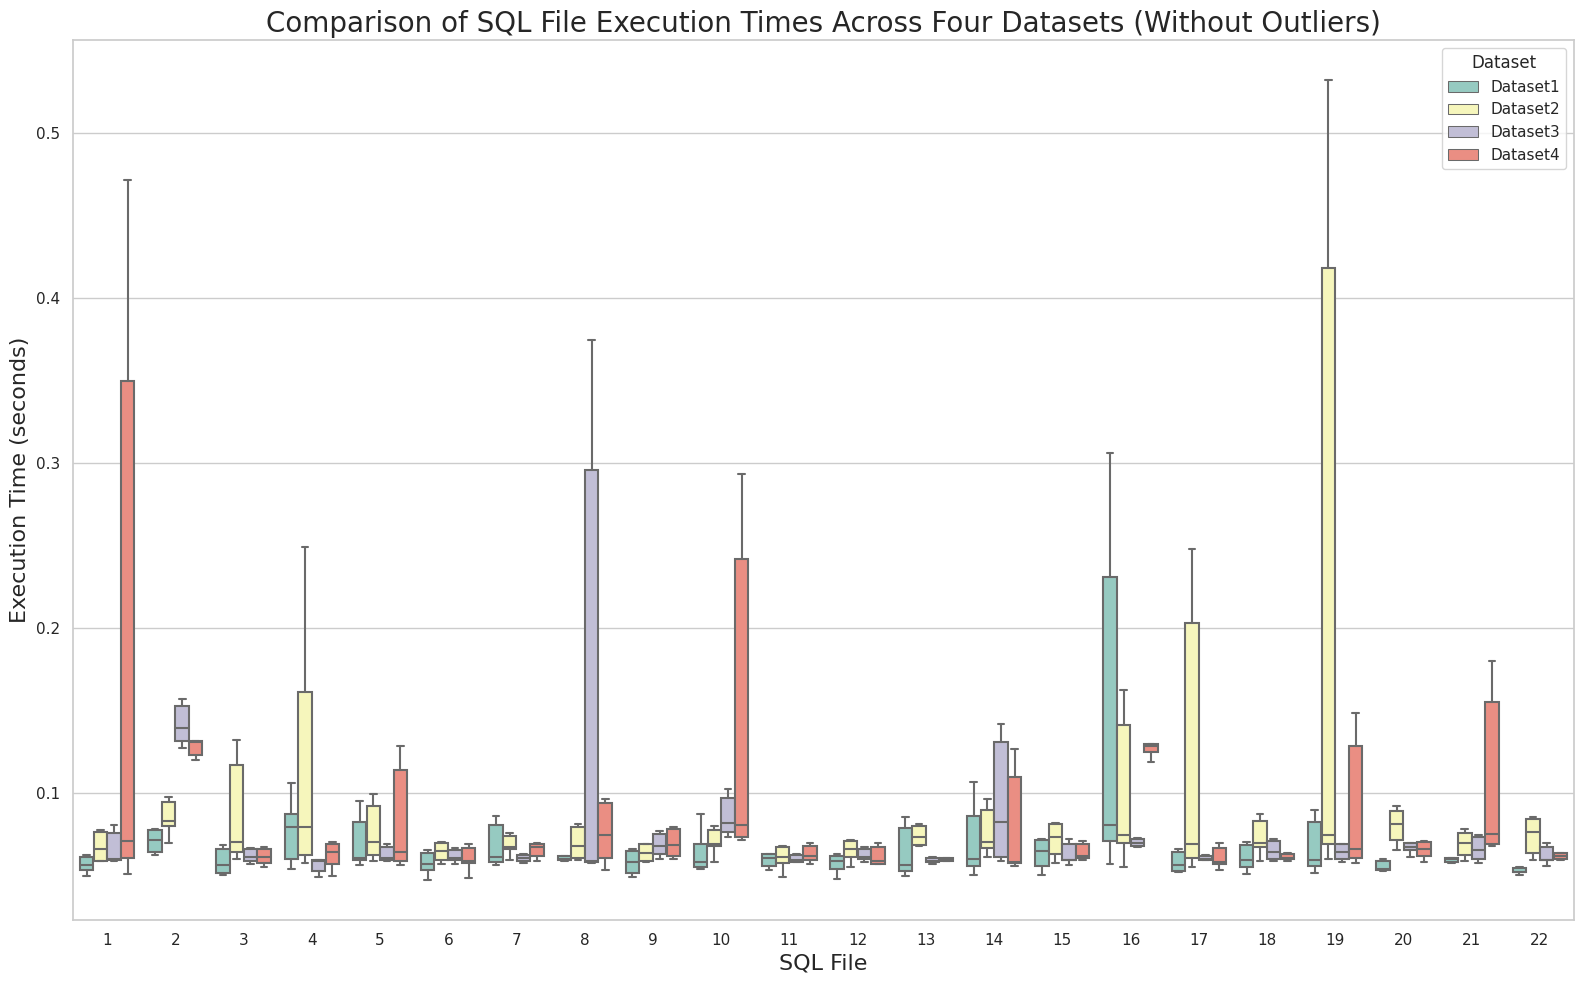 Comparison of SQL File Execution Times Across Four Datasets (Without Outliers)
Dataset
Dataset1
Dataset2
Dataset3
Dataset4
Execution Time (seconds)
0.5
0.4
0.3
0.2
0.1
1 2 3 4 5 6 7 8 9 10 11 12 13 14 15 16 17 18 19 20 21 22
SQL File